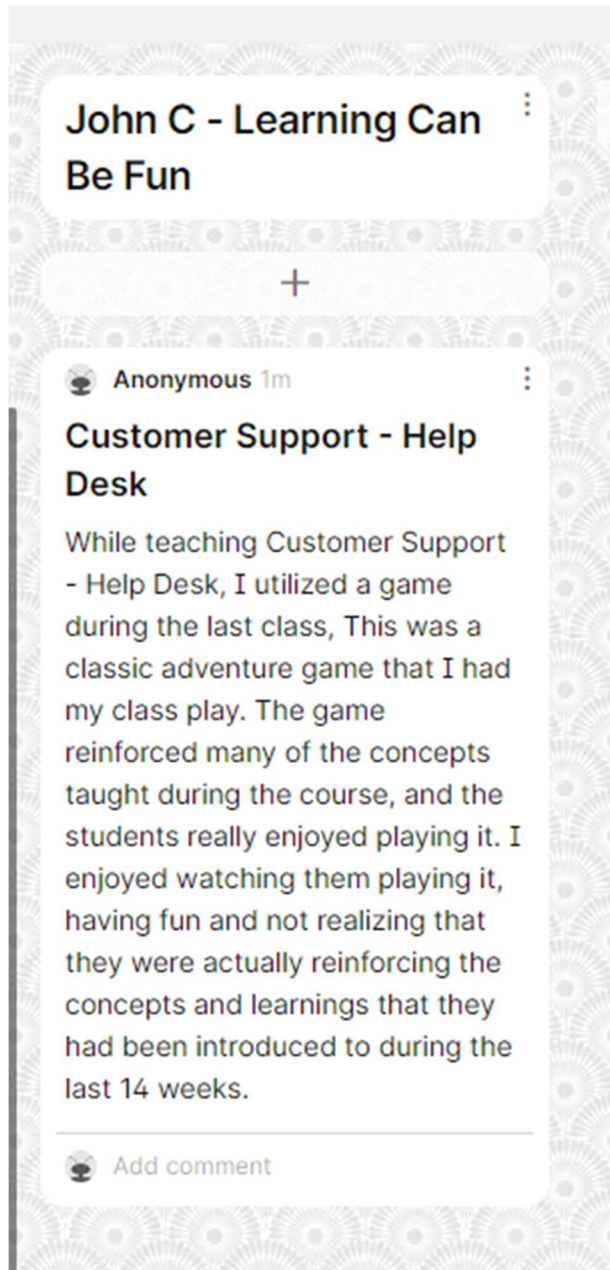 John C - Learning Can
Be Fun
+
Anonymous 1m
Customer Support - Help
Desk
While teaching Customer Support
- Help Desk, I utilized a game
during the last class, This was a
classic adventure game that I had
my class play. The game
reinforced many of the concepts
taught during the course, and the
students really enjoyed playing it. I
enjoyed watching them playing it,
having fun and not realizing that
they were actually reinforcing the
concepts and learnings that they
had been introduced to during the
last 14 weeks.
Add comment